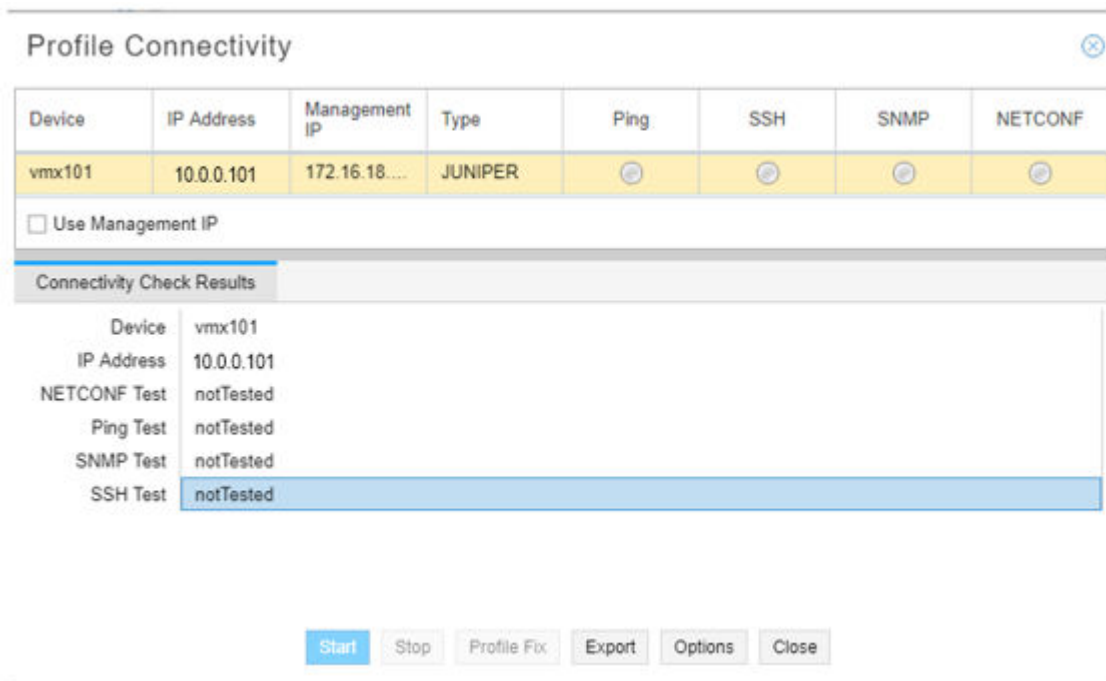 Profile Connectivity
Device IP Address Management IP Type Ping SSH SNMP NETCONF
vmx101 10.0.0.101 172.16.18.... JUNIPER
Use Management IP
Connectivity Check Results
Device vmx101
IP Address 10.0.0.101
NETCONF Test notTested
Ping Test notTested
SNMP Test notTested
SSH Test notTested
Start Stop Profile Fix Export Options Close